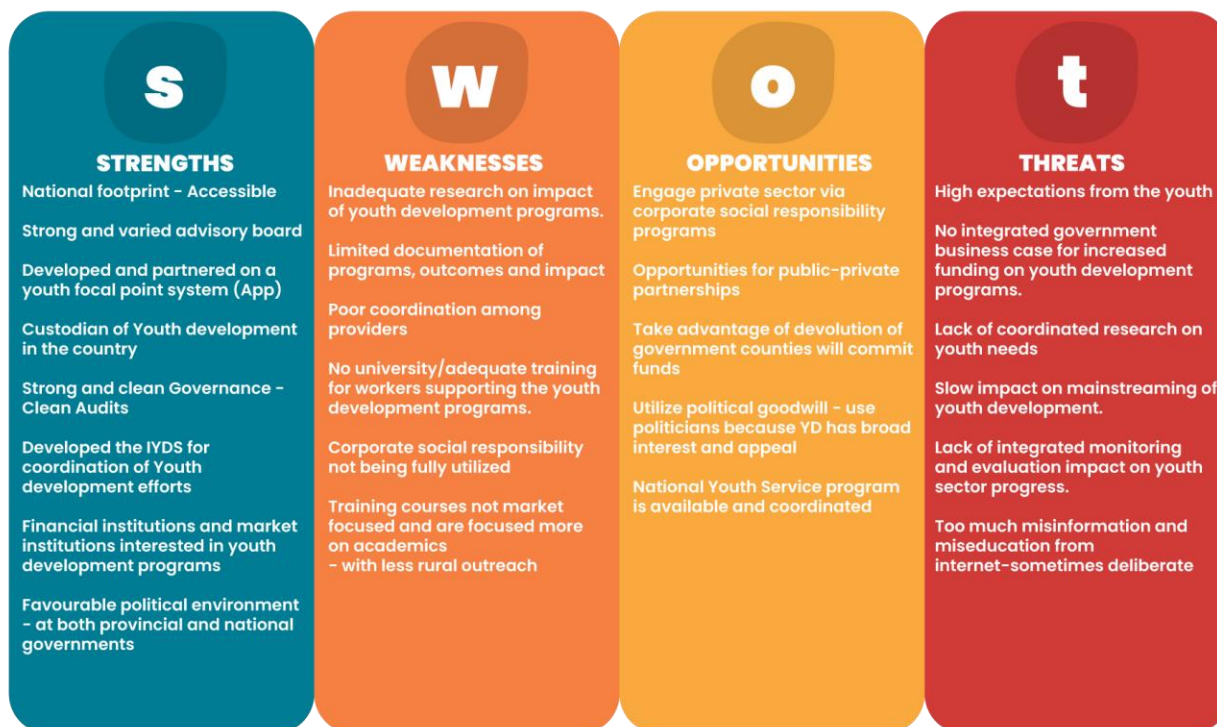 s
STRENGTHS
National footprint - Accessible
Strong and varied advisory board
Developed and partnered on a
youth focal point system (App)
Custodian of Youth development
in the country
Strong and clean Governance -
Clean Audits
Developed the IYDS for
coordination of Youth
development efforts
Financial institutions and market
institutions interested in youth
development programs
Favourable political environment
- at both provincial and national
governments
w
WEAKNESSES
Inadequate research on impact
of youth development programs.
Limited documentation of
programs, outcomes and impact
Poor coordination among
providers
No university/adequate training
for workers supporting the youth
development programs.
Corporate social responsibility
not being fully utilized
Training courses not market
focused and are focused more
on academics
- with less rural outreach
o
OPPORTUNITIES
Engage private sector via
corporate social responsibility
programs
Opportunities for public-private
partnerships
Take advantage of devolution of
government counties will commit
funds
Utilize political goodwill - use
politicians because YD has broad
interest and appeal
National Youth Service program
is available and coordinated
t
THREATS
High expectations from the youth
No integrated government
business case for increased
funding on youth development
programs.
Lack of coordinated research on
youth needs
Slow impact on mainstreaming of
youth development.
Lack of integrated monitoring
and evaluation impact on youth
sector progress.
Too much misinformation and
miseducation from
internet-sometimes deliberate